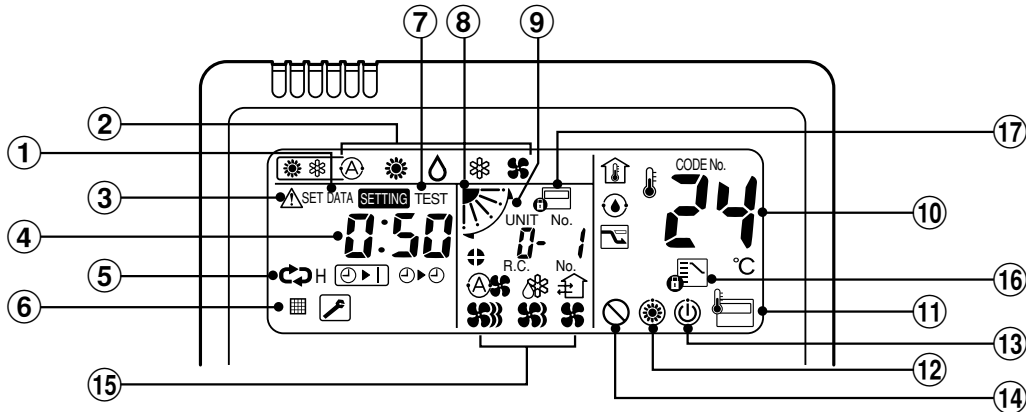 ⑦ ⑧ ⑨
② ⑰
①
CODE No.
③ SET DATA SETTING TEST
24 ⑩
UNIT No.
④ 0:50 0- 1
R.C. No.
°C
⑤ H
⑯
A
⑥ ⑪
⑬
⑮ ⑫
⑭